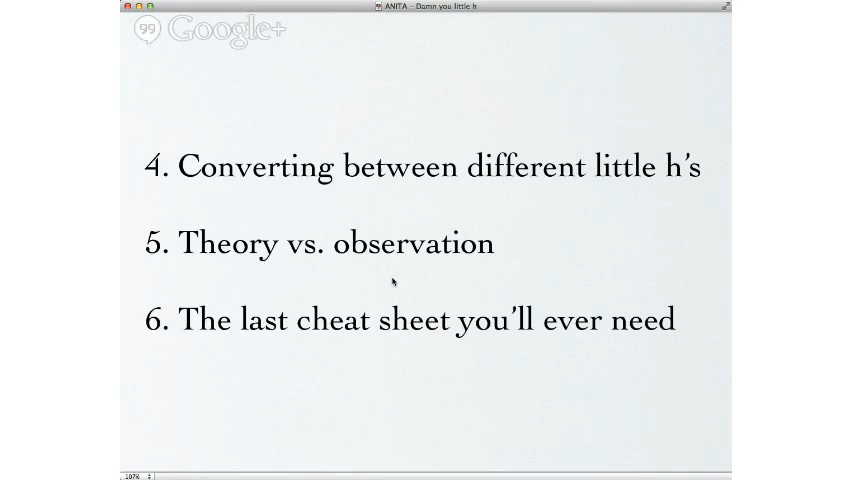 ANITA – Damn you little h
Google+
4. Converting between different little h's
5. Theory vs. observation
6. The last cheat sheet you'll ever need
107%